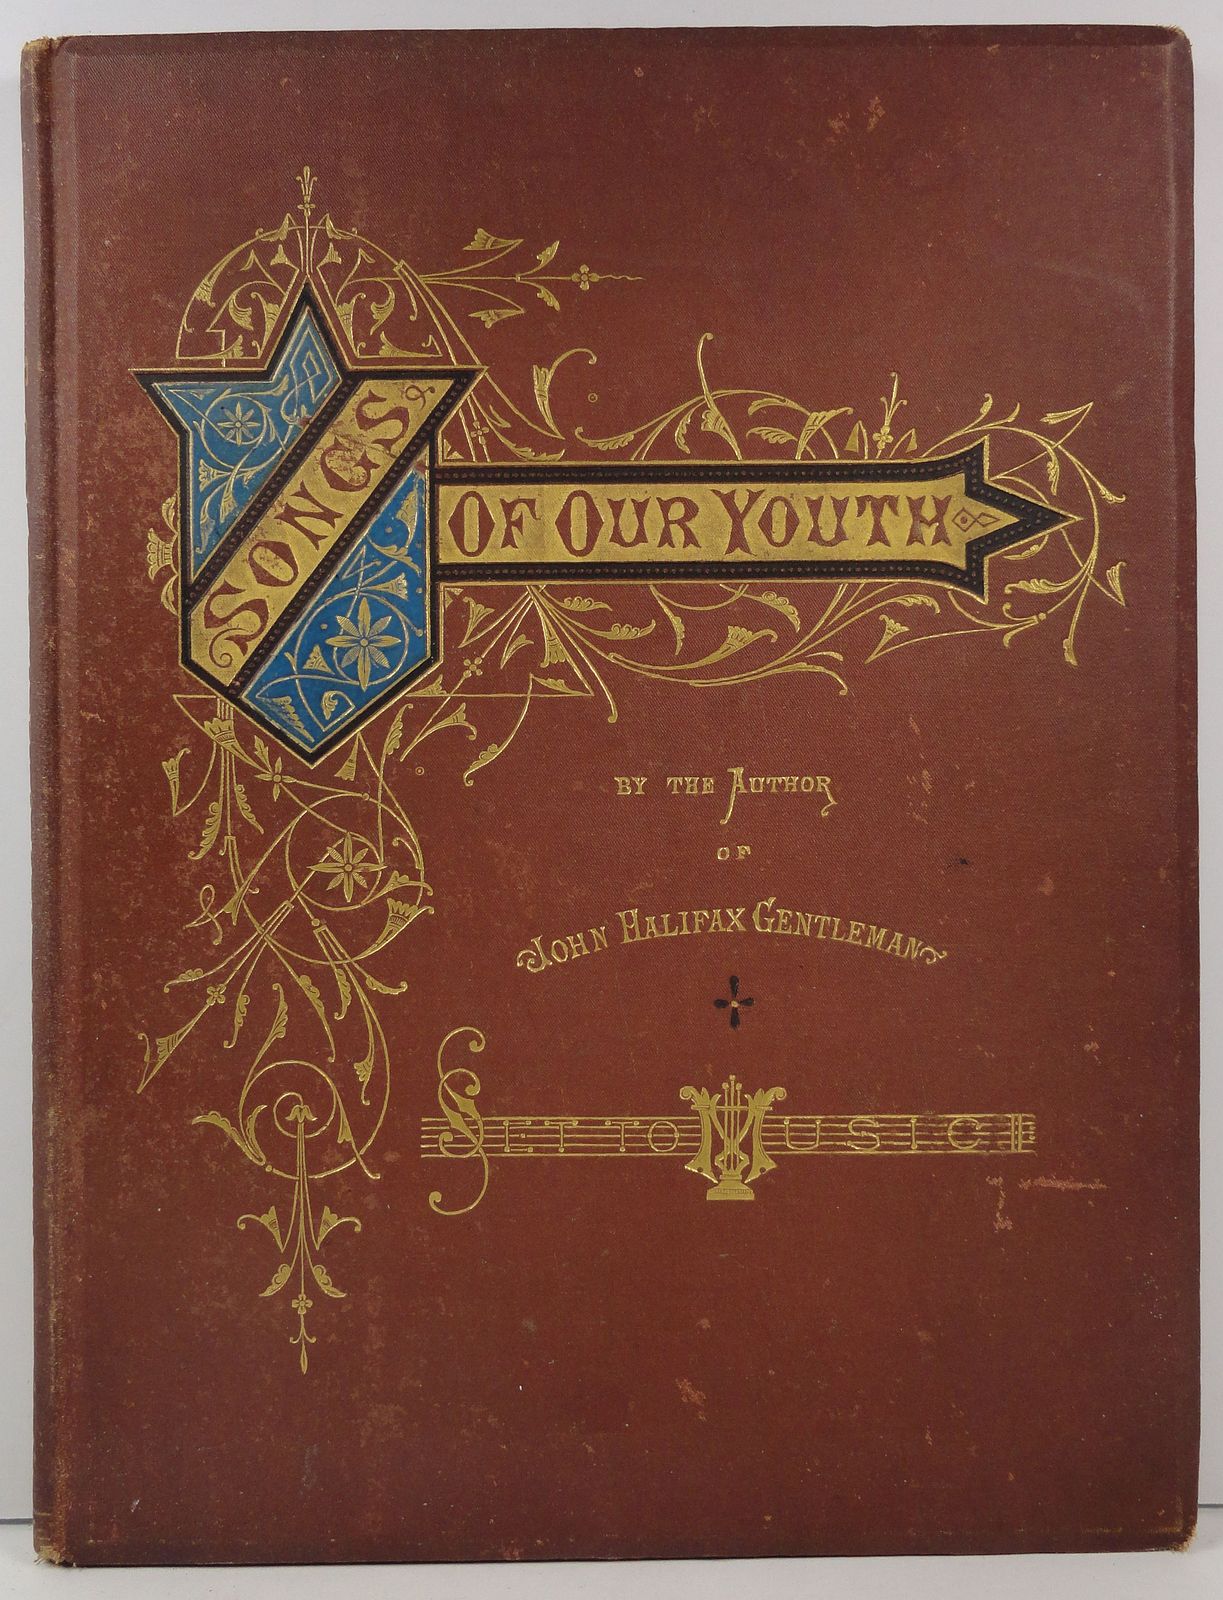 SONGS
OF OUR YOUTH
BY THE AUTHOR
OF
JOHN HALIFAX GENTLEMAN
SET TO MUSIC